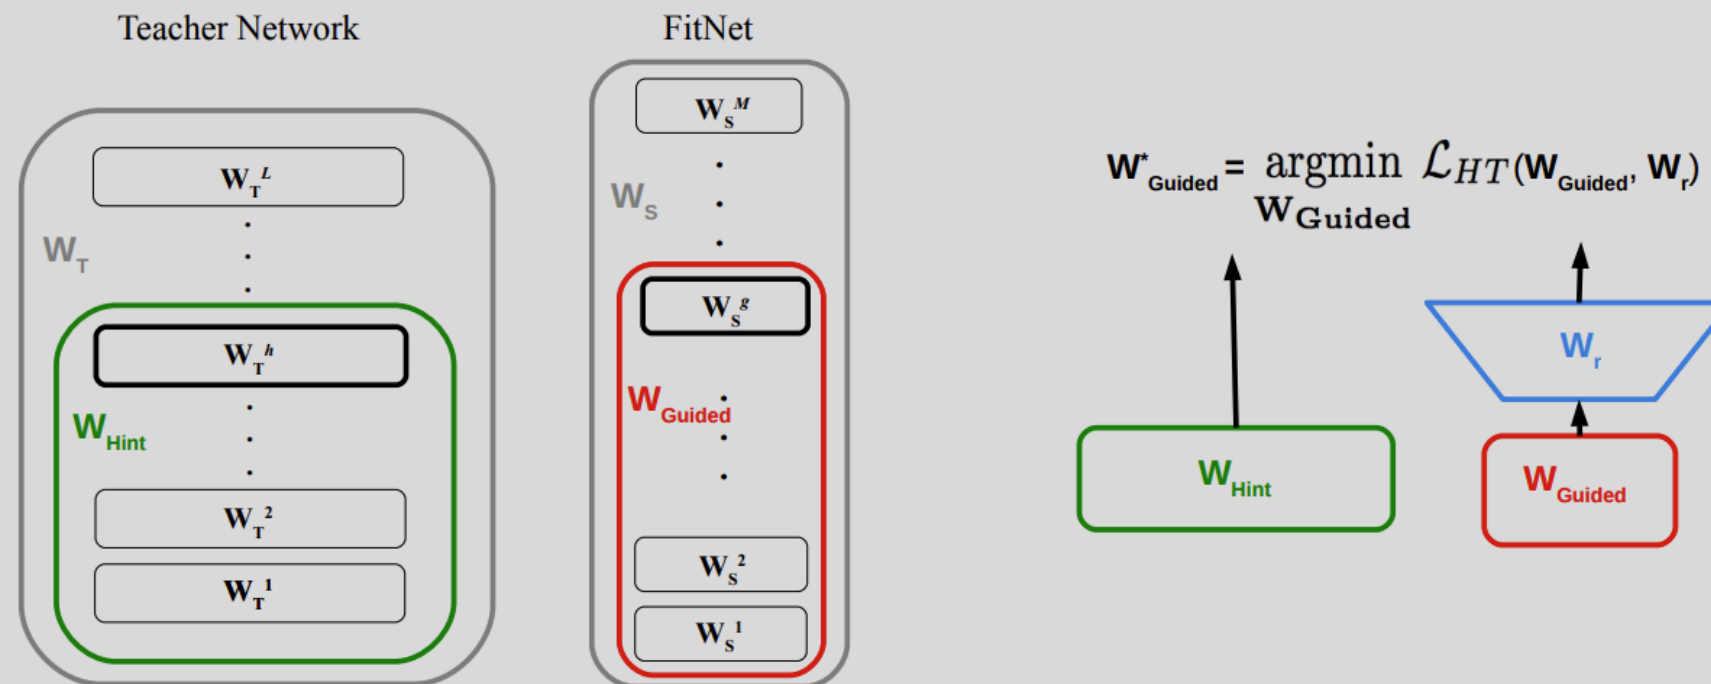 Teacher Network
W_T^L
W_T
W_T^h
W_Hint
W_T^2
W_T^1
FitNet
W_S^M
W_S
W_S^g
W_Guided
W_S^2
W_S^1
W*_Guided = argmin L_HT(W_Guided, W_r)
W_Guided
W_r
W_Hint
W_Guided